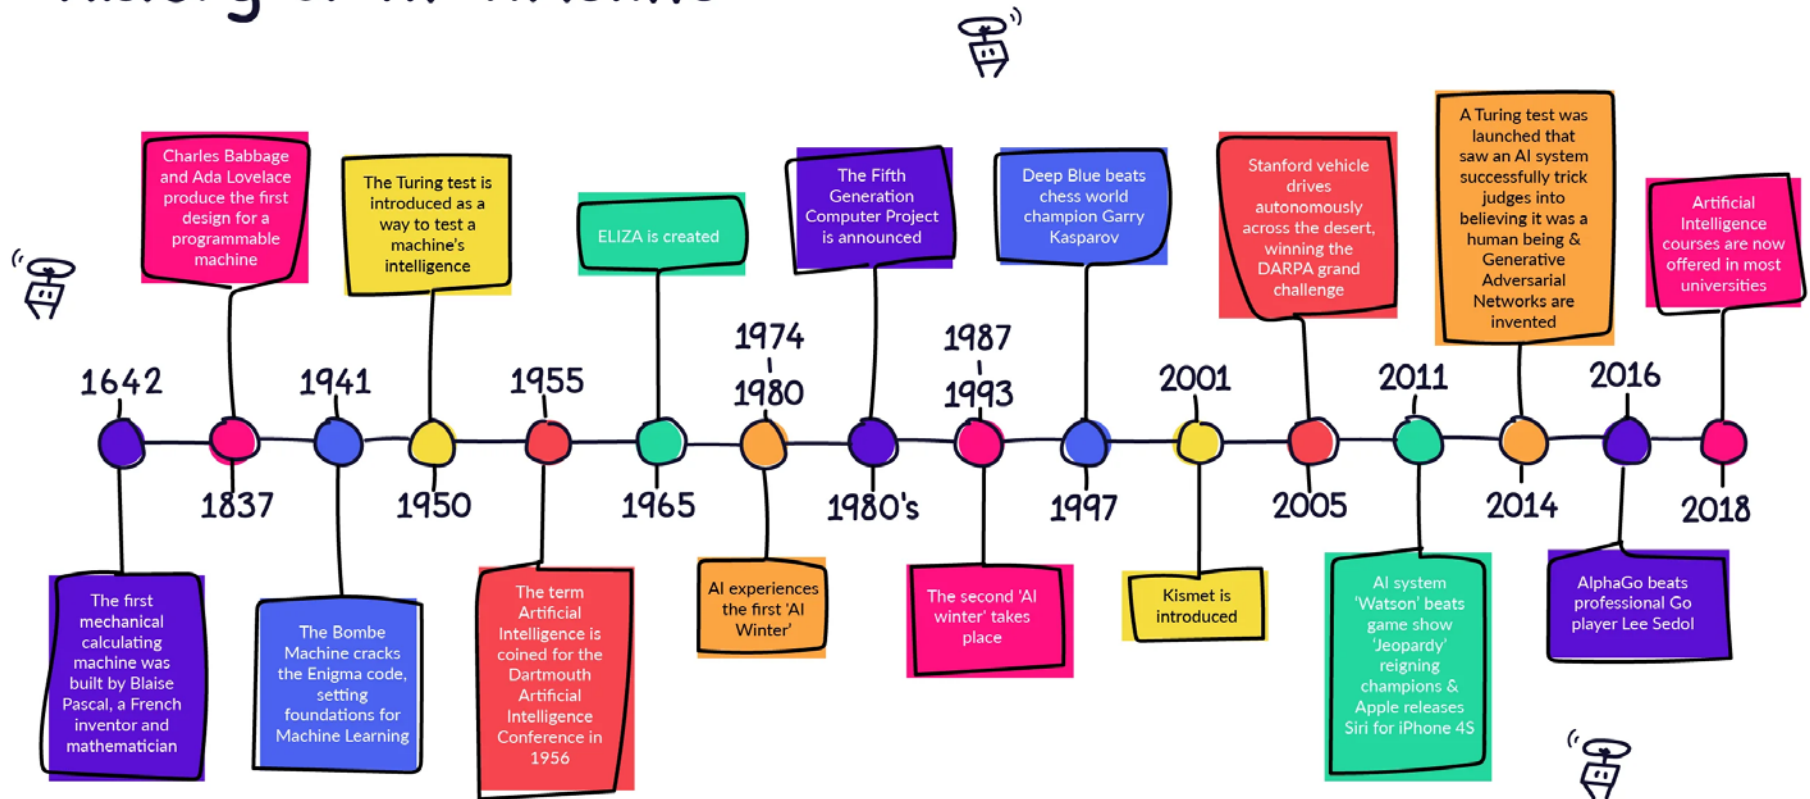 History of AI Timeline
Charles Babbage
and Ada Lovelace
produce the first
design for a
programmable
machine
The Turing test is
introduced as a
way to test a
machine's
intelligence
ELIZA is created
The Fifth
Generation
Computer Project
is announced
Deep Blue beats
chess world
champion Garry
Kasparov
Stanford vehicle
drives
autonomously
across the desert,
winning the
DARPA grand
challenge
A Turing test was
launched that
saw an AI system
successfully trick
judges into
believing it was a
human being &
Generative
Adversarial
Networks are
invented
Artificial
Intelligence
courses are now
offered in most
universities
1642
1941
1955
1974
-
1980
1987
-
1993
2001
2011
2016
1837
1950
1965
1980's
1997
2005
2014
2018
The first
mechanical
calculating
machine was
built by Blaise
Pascal, a French
inventor and
mathematician
The Bombe
Machine cracks
the Enigma code,
setting
foundations for
Machine Learning
The term
Artificial
Intelligence is
coined for the
Dartmouth
Artificial
Intelligence
Conference in
1956
AI experiences
the first 'AI
Winter'
The second 'AI
winter' takes
place
Kismet is
introduced
AI system
'Watson' beats
game show
'Jeopardy'
reigning
champions &
Apple releases
Siri for iPhone 4S
AlphaGo beats
professional Go
player Lee Sedol